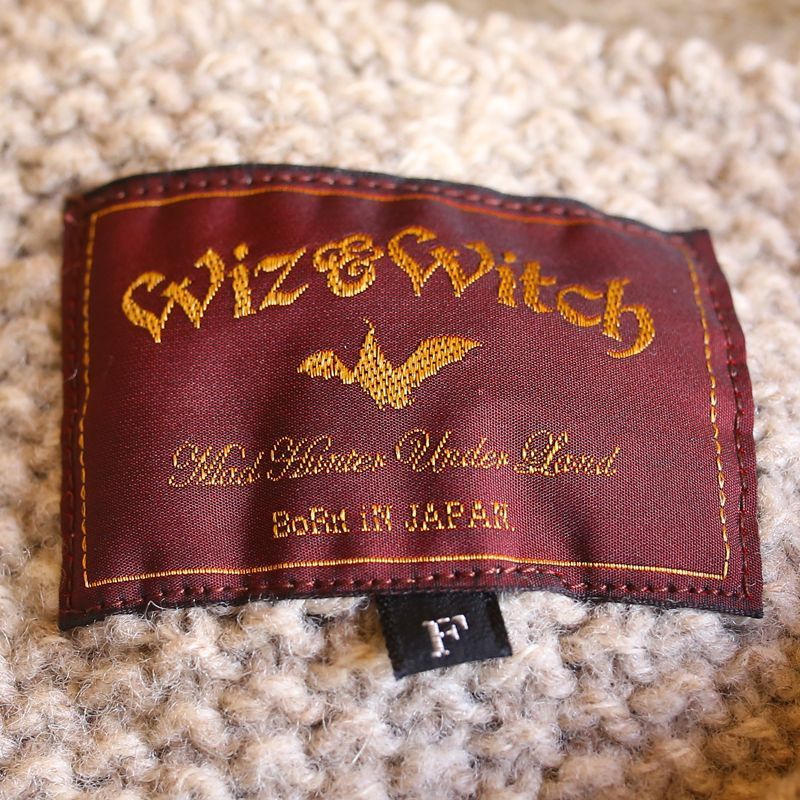 Wiz&Witch
Mad Hunter Under Land
BoRn iN JAPAN.
F